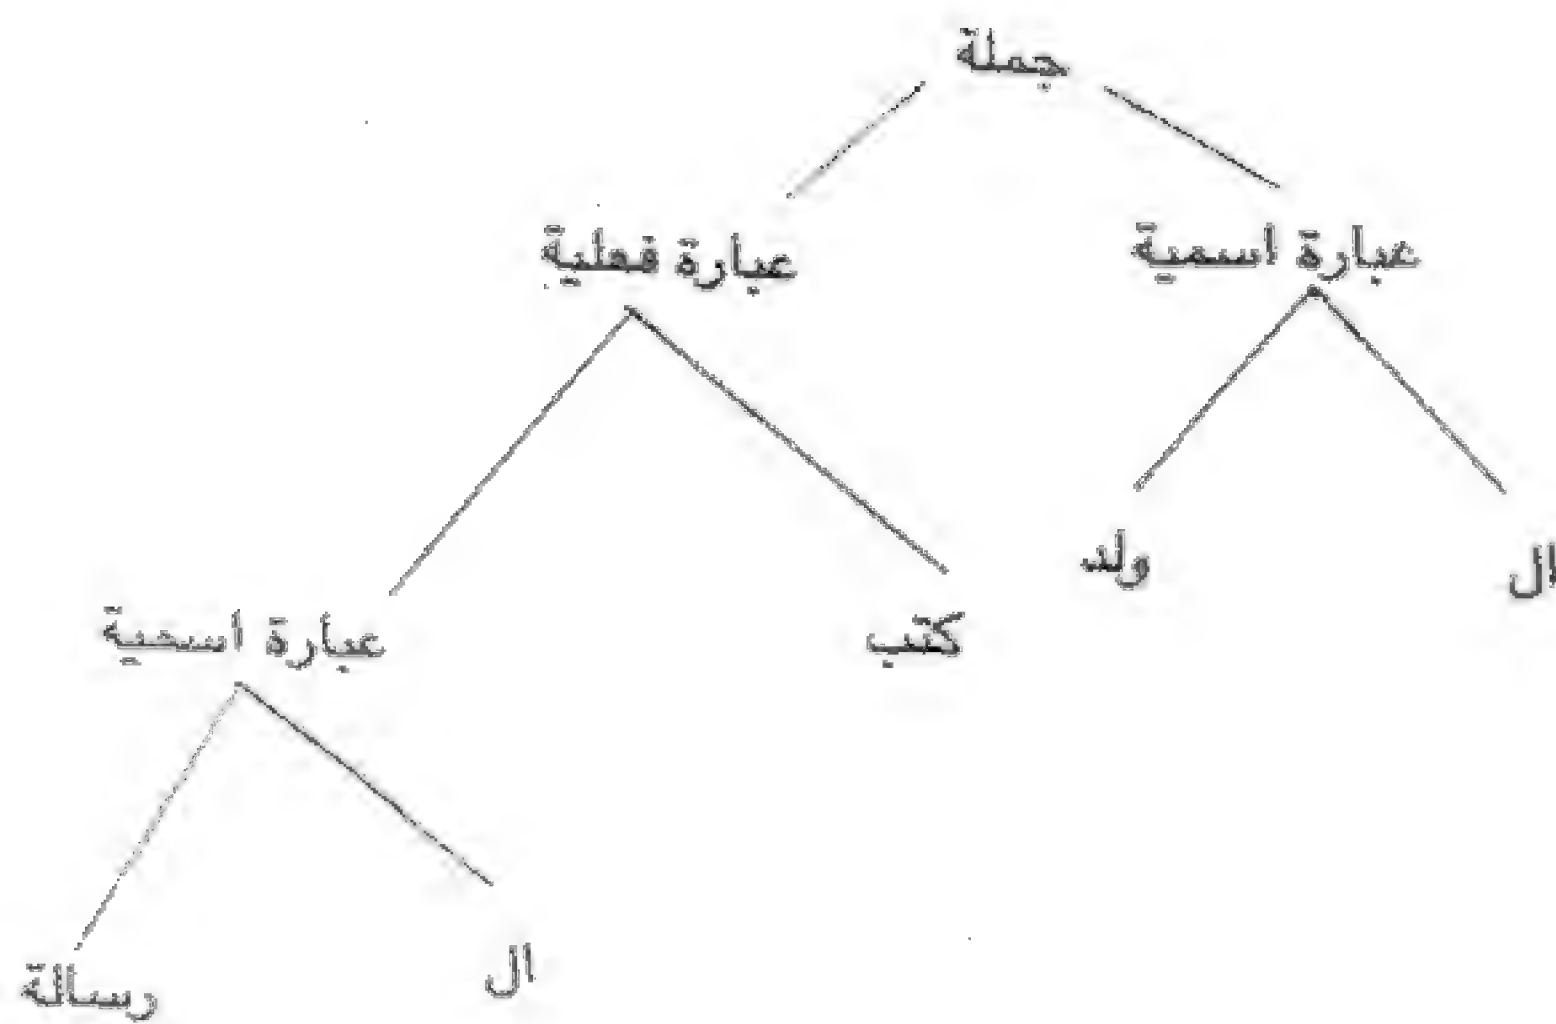 جملة
عبارة اسمية
عبارة فعلية
ال
ولد
كتب
عبارة اسمية
ال
رسالة